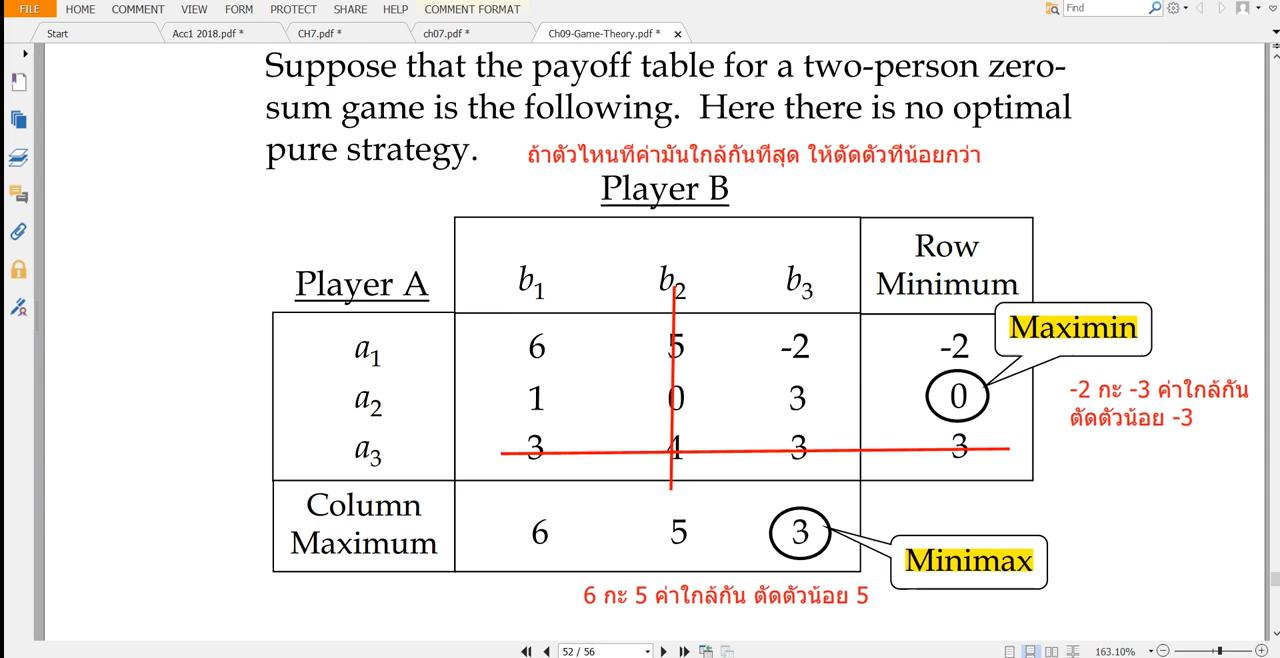 FILE HOME COMMENT VIEW FORM PROTECT SHARE HELP COMMENT FORMAT Find
Start Acc1 2018.pdf * CH7.pdf * ch07.pdf * Ch09-Game-Theory.pdf *
Suppose that the payoff table for a two-person zero-
sum game is the following. Here there is no optimal
pure strategy.
ถ้าตัวไหนที่ค่ามันใกล้กันที่สุด ให้ตัดตัวที่น้อยกว่า
Player B
Row
Minimum
Player A b1 b2 b3
Maximin
a1 6 5 -2 -2
a2 1 0 3 0
-2 กะ -3 ค่าใกล้กัน
ตัดตัวน้อย -3
a3 3 4 3 3
Column
Maximum
6 5 3
Minimax
6 กะ 5 ค่าใกล้กัน ตัดตัวน้อย 5
52 / 56 163.10%